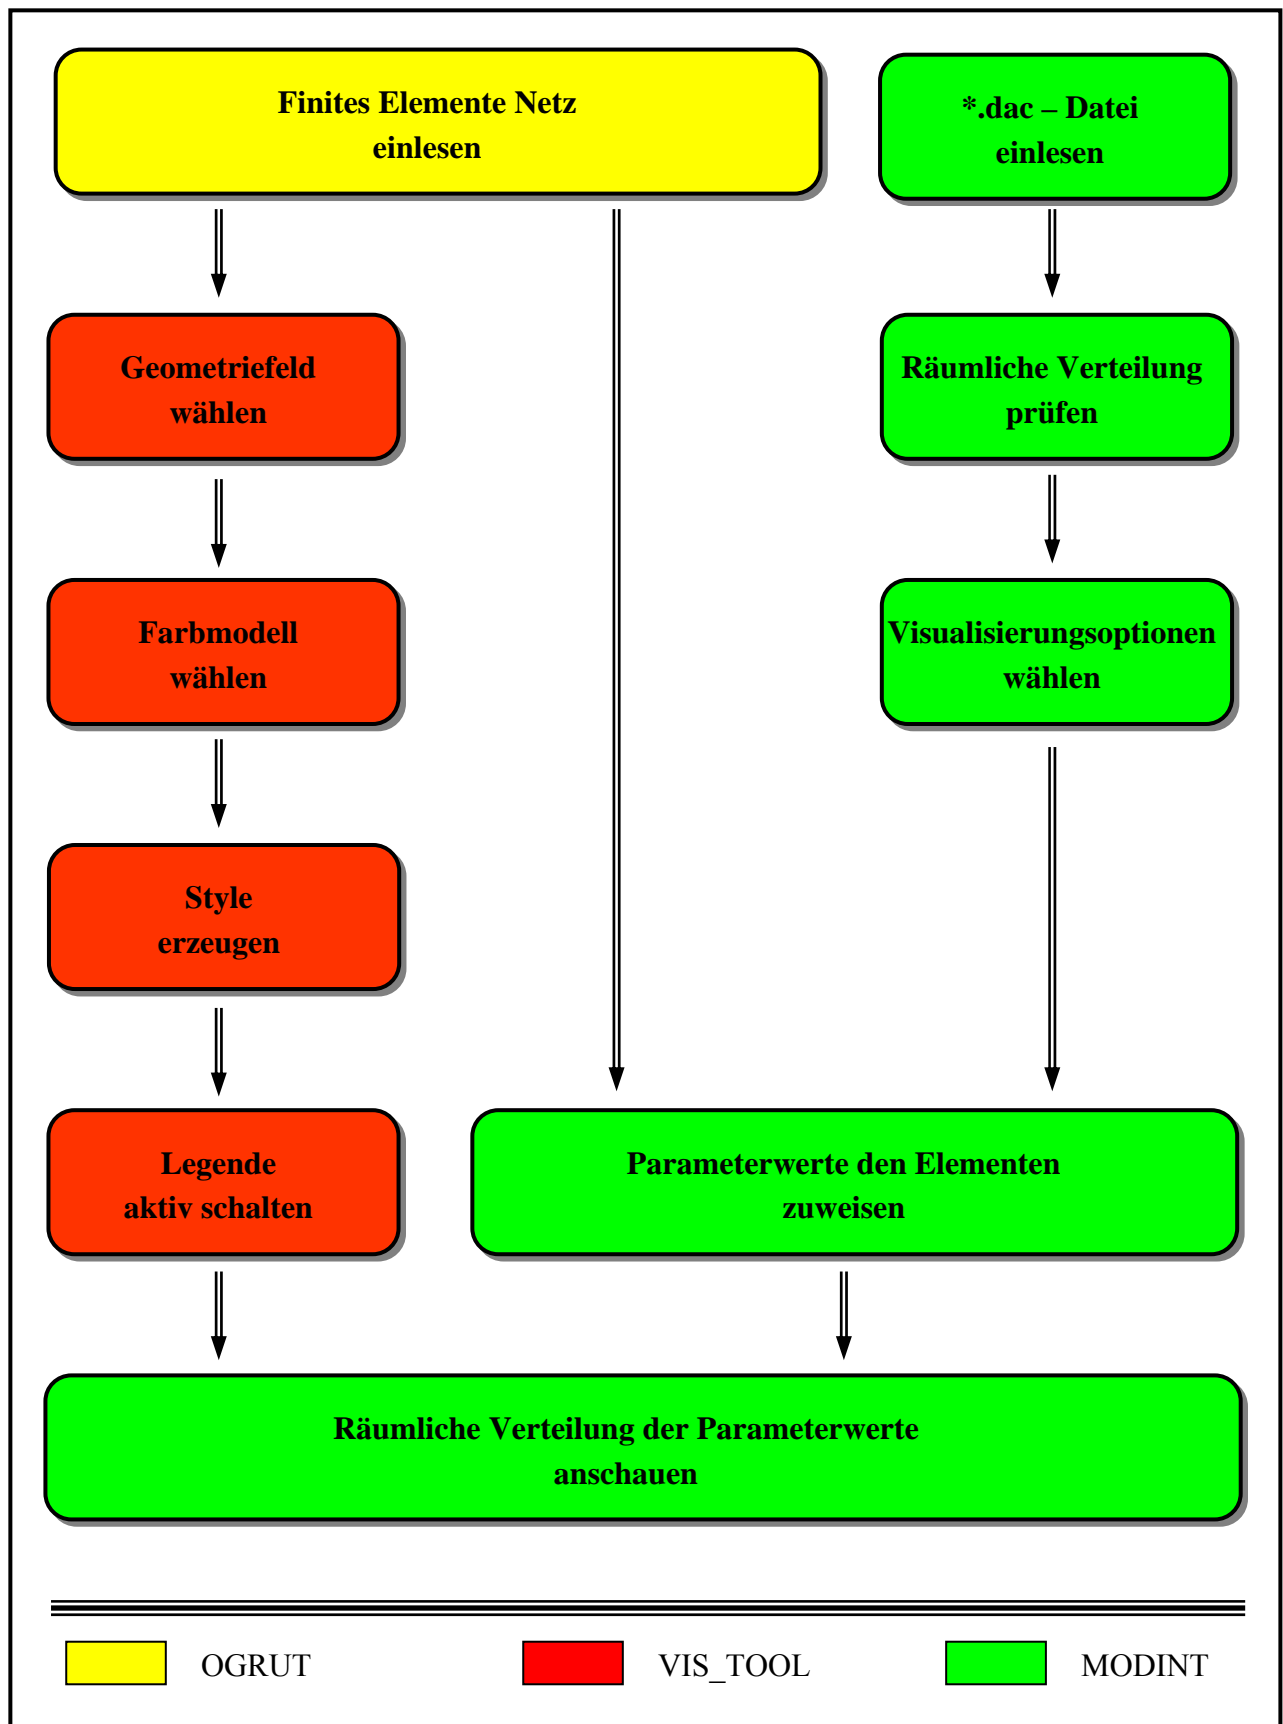 Finites Elemente Netz
einlesen
*.dac – Datei
einlesen
Geometriefeld
wählen
Räumliche Verteilung
prüfen
Farbmodell
wählen
Visualisierungsoptionen
wählen
Style
erzeugen
Legende
aktiv schalten
Parameterwerte den Elementen
zuweisen
Räumliche Verteilung der Parameterwerte
anschauen
OGRUT
VIS_TOOL
MODINT